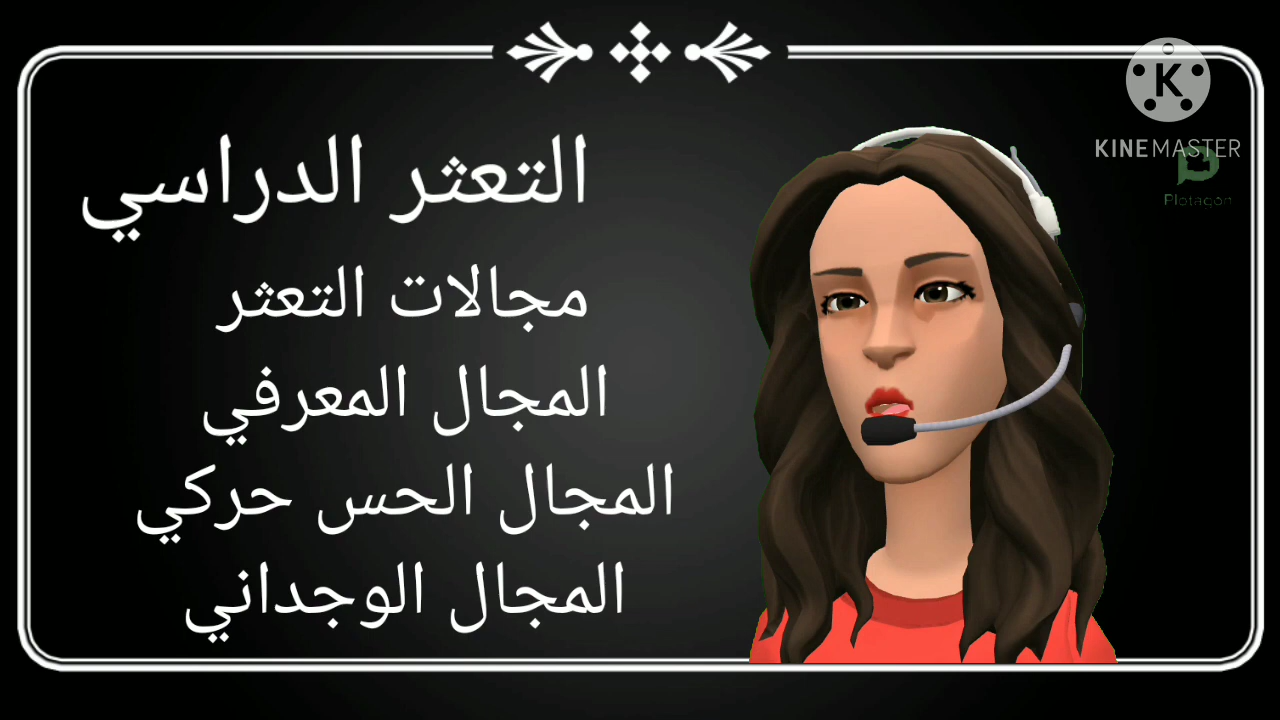 التعثر الدراسي
مجالات التعثر
المجال المعرفي
المجال الحس حركي
المجال الوجداني
K
KINEMASTER
Plotagon